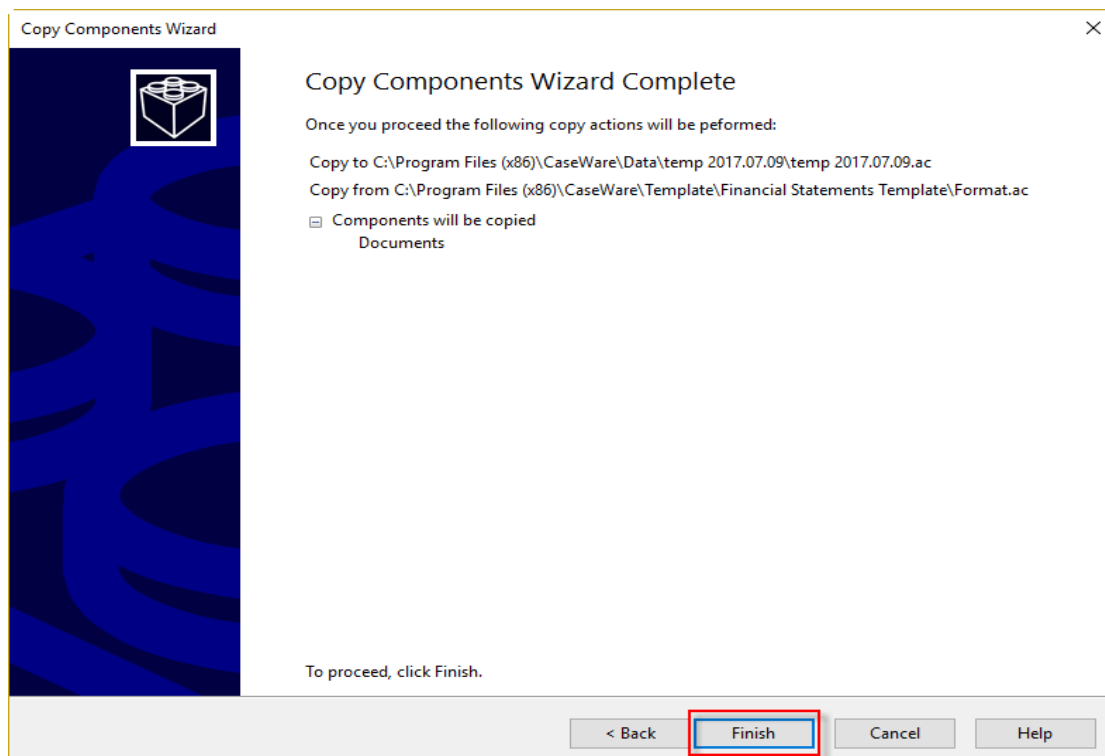 Copy Components Wizard
Copy Components Wizard Complete
Once you proceed the following copy actions will be peformed:
Copy to C:\Program Files (x86)\CaseWare\Data\temp 2017.07.09\temp 2017.07.09.ac
Copy from C:\Program Files (x86)\CaseWare\Template\Financial Statements Template\Format.ac
Components will be copied
Documents
To proceed, click Finish.
< Back Finish Cancel Help